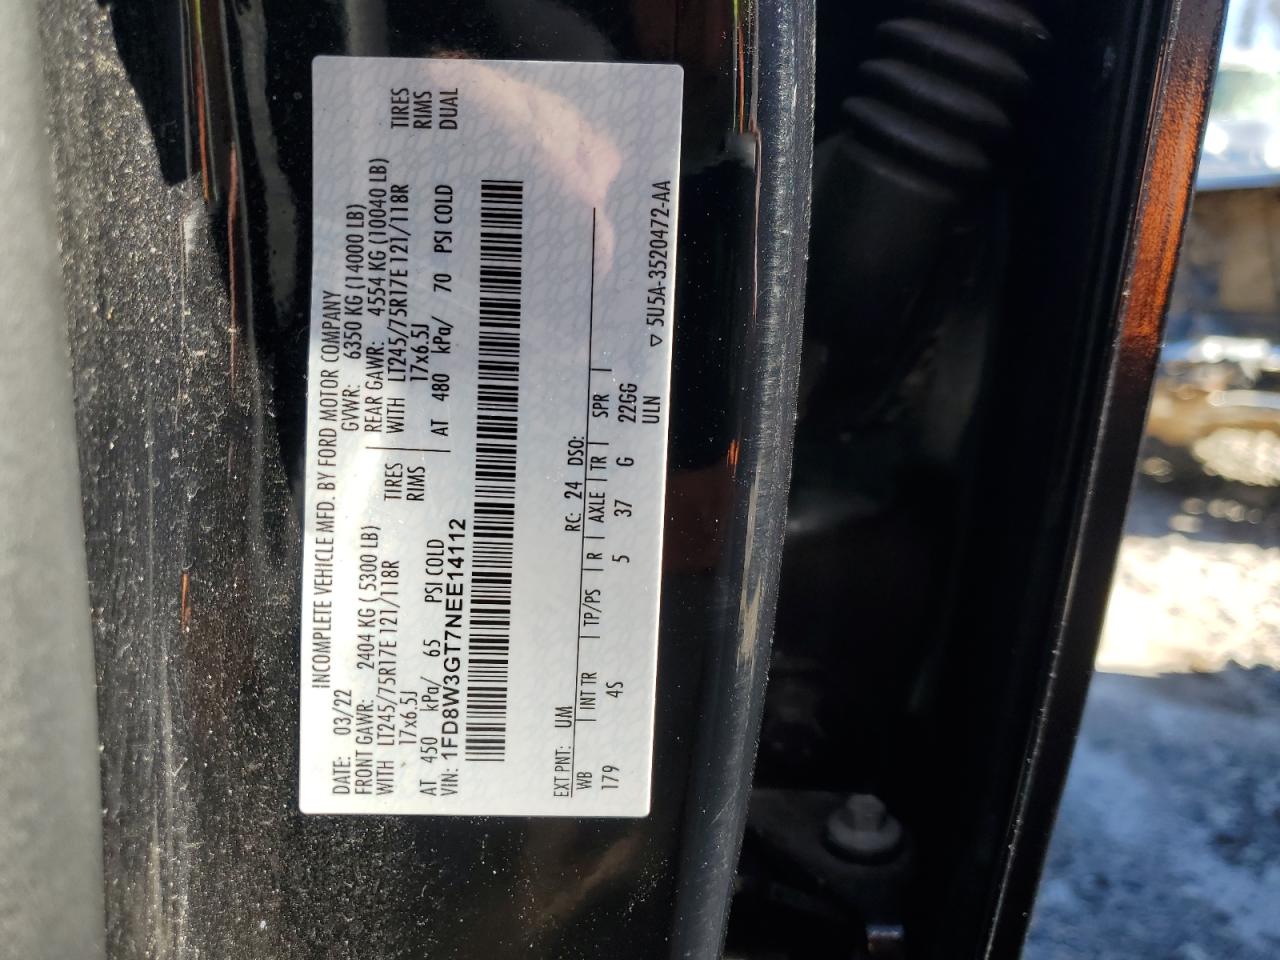 INCOMPLETE VEHICLE MFD. BY FORD MOTOR COMPANY
DATE: 03/22 GVWR: 6350 KG (14000 LB)
FRONT GAWR: 2404 KG ( 5300 LB) REAR GAWR: 4554 KG (10040 LB)
WITH LT245/75R17E 121/118R TIRES WITH LT245/75R17E 121/118R TIRES
17x6.5J RIMS 17x6.5J RIMS
AT 450 kPa/ 65 PSI COLD AT 480 kPa/ 70 PSI COLD DUAL
VIN: 1FD8W3GT7NEE14112
EXT PNT: UM RC: 24 DSO:
WB INT TR TP/PS R AXLE TR SPR
179 4S 5 37 G 22GG
ULN
▽ 5U5A-3520472-AA